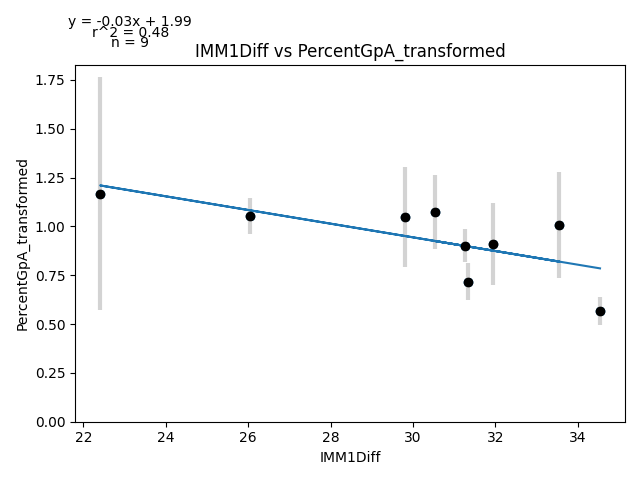 y = -0.03x + 1.99
r^2 = 0.48
n = 9
IMM1Diff vs PercentGpA_transformed
1.75
1.50
1.25
1.00
0.75
0.50
0.25
0.00
PercentGpA_transformed
22 24 26 28 30 32 34
IMM1Diff